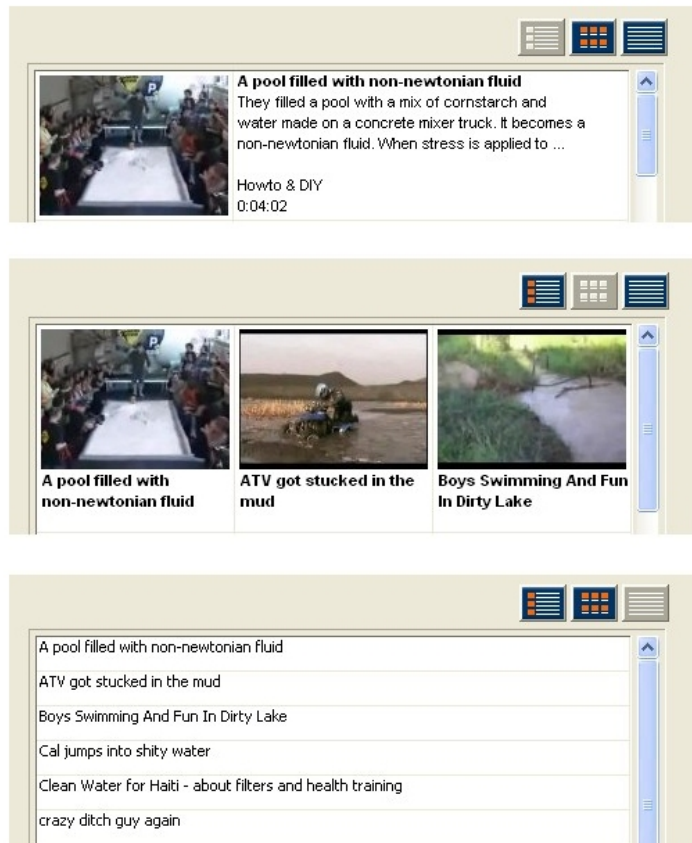 A pool filled with non-newtonian fluid
They filled a pool with a mix of cornstarch and
water made on a concrete mixer truck. It becomes a
non-newtonian fluid. When stress is applied to ...
Howto & DIY
0:04:02
A pool filled with
non-newtonian fluid
ATV got stucked in the
mud
Boys Swimming And Fun
In Dirty Lake
A pool filled with non-newtonian fluid
ATV got stucked in the mud
Boys Swimming And Fun In Dirty Lake
Cal jumps into shity water
Clean Water for Haiti - about filters and health training
crazy ditch guy again